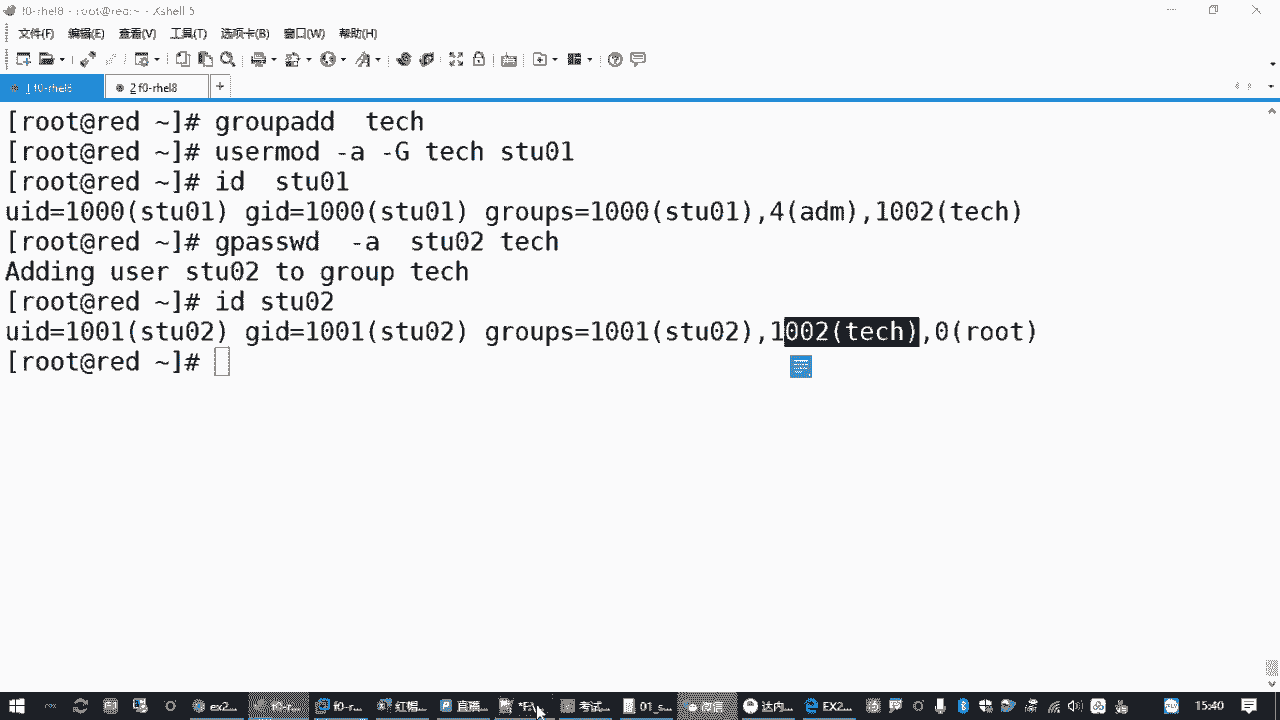 f0-rhel8 - root@red:~ - Xshell 5
文件(F) 编辑(E) 查看(V) 工具(T) 选项卡(B) 窗口(W) 帮助(H)
1 f0-rhel8 2 f0-rhel8 +
[root@red ~]# groupadd  tech
[root@red ~]# usermod -a -G tech stu01
[root@red ~]# id  stu01
uid=1000(stu01) gid=1000(stu01) groups=1000(stu01),4(adm),1002(tech)
[root@red ~]# gpasswd  -a  stu02 tech
Adding user stu02 to group tech
[root@red ~]# id stu02
uid=1001(stu02) gid=1001(stu02) groups=1001(stu02),1002(tech),0(root)
[root@red ~]#
ex2... f0-r... f0-r... 红帽... 直播... 考试... 01_s... 微信 达内... EX2... 15:40